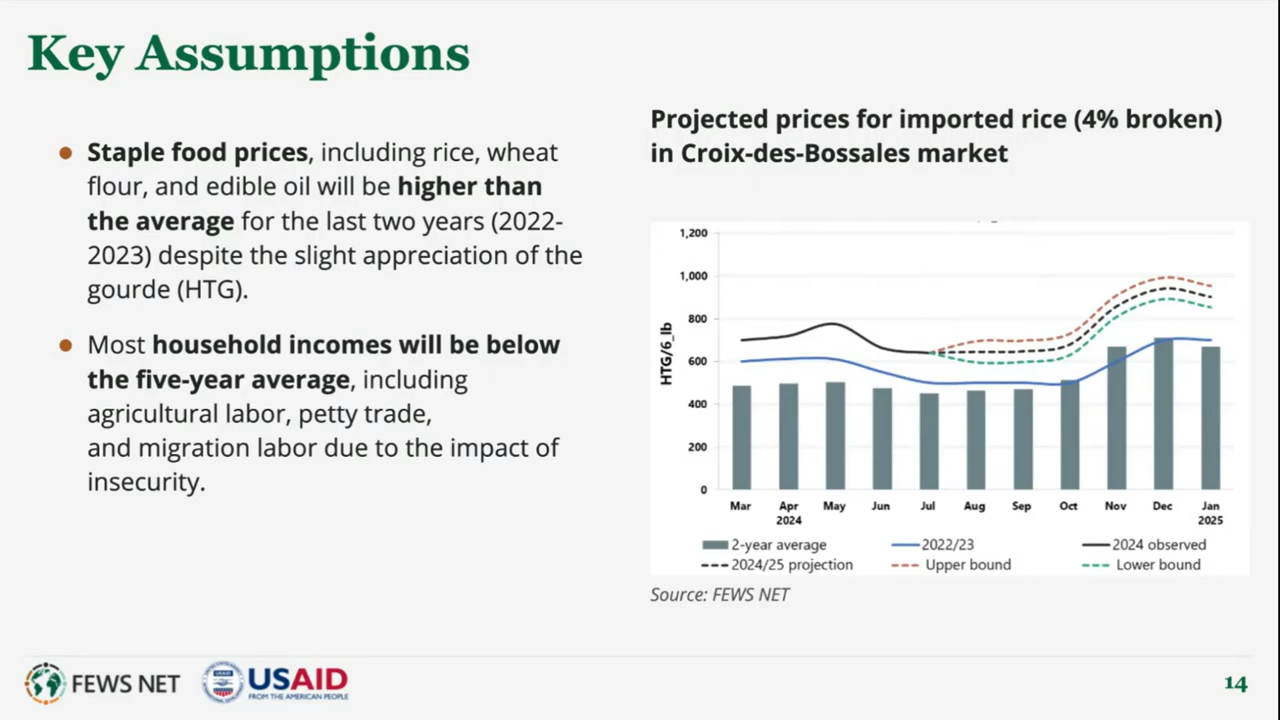 Key Assumptions
• Staple food prices, including rice, wheat
flour, and edible oil will be higher than
the average for the last two years (2022-
2023) despite the slight appreciation of the
gourde (HTG).
• Most household incomes will be below
the five-year average, including
agricultural labor, petty trade,
and migration labor due to the impact of
insecurity.
Projected prices for imported rice (4% broken)
in Croix-des-Bossales market
HTG/6_lb
1,200
1,000
800
600
400
200
0
Mar Apr May Jun Jul Aug Sep Oct Nov Dec Jan
2024 2025
2-year average 2022/23 2024 observed
2024/25 projection Upper bound Lower bound
Source: FEWS NET
FEWS NET
USAID
FROM THE AMERICAN PEOPLE
14